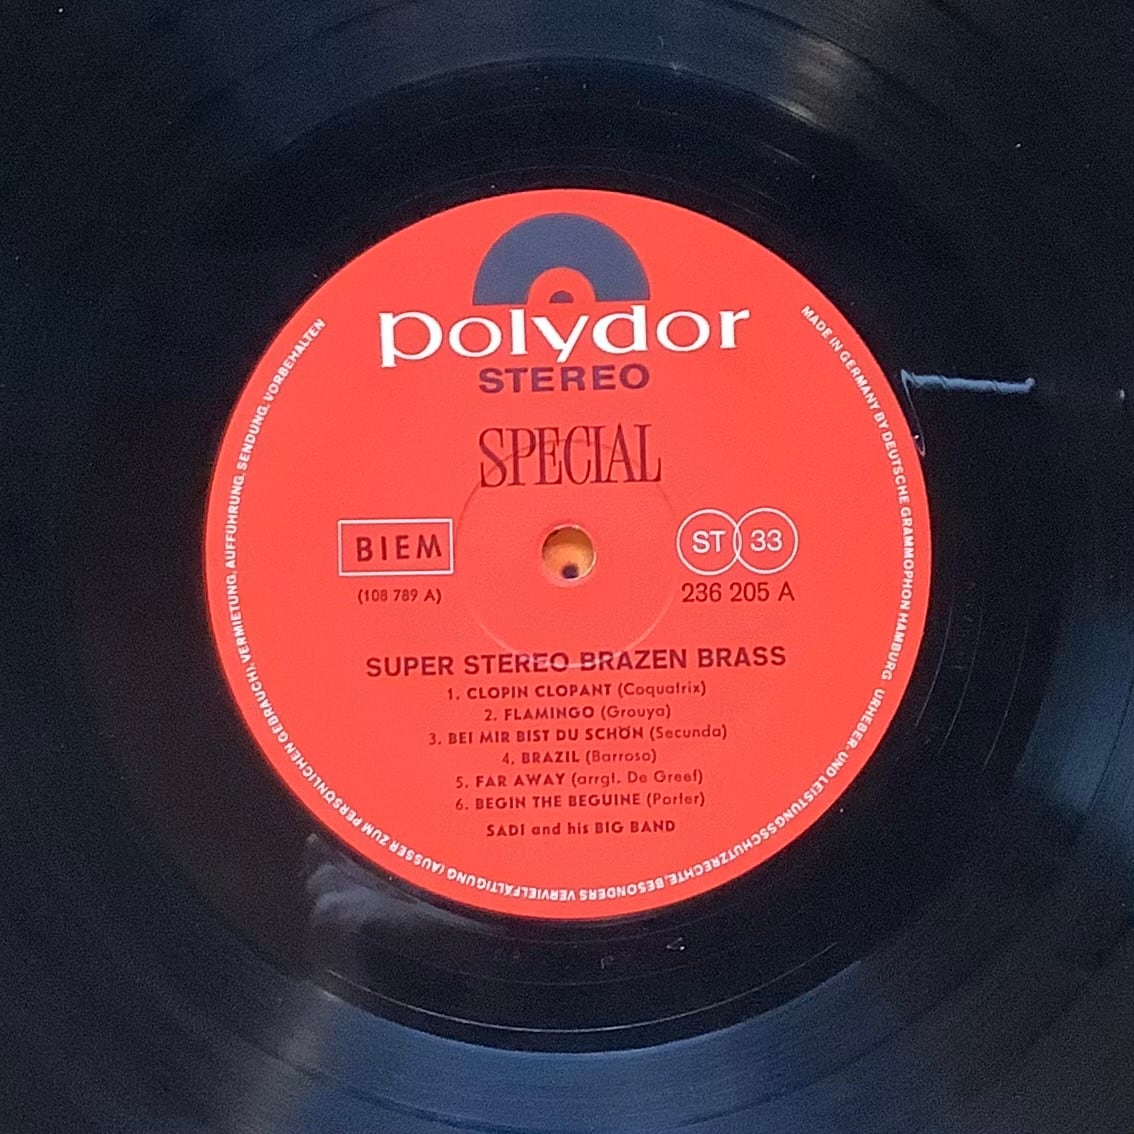 polydor
STEREO
SPECIAL
BIEM
(108 789 A)
ST 33
236 205 A
SUPER STEREO BRAZEN BRASS
1. CLOPIN CLOPANT (Coquatrix)
2. FLAMINGO (Grouya)
3. BEI MIR BIST DU SCHÖN (Secunda)
4. BRAZIL (Barroso)
5. FAR AWAY (arrgt. De Greef)
6. BEGIN THE BEGUINE (Porter)
SADI and his BIG BAND
MADE IN GERMANY BY DEUTSCHE GRAMMOPHON HAMBURG URHEBER- UND LEISTUNGSSCHUTZRECHTE, BESONDERS VERVIELFÄLTIGUNG (AUSSER ZUM PERSÖNLICHEN GEBRAUCH), VERMIETUNG, AUFFÜHRUNG, SENDUNG, VORBEHALTEN